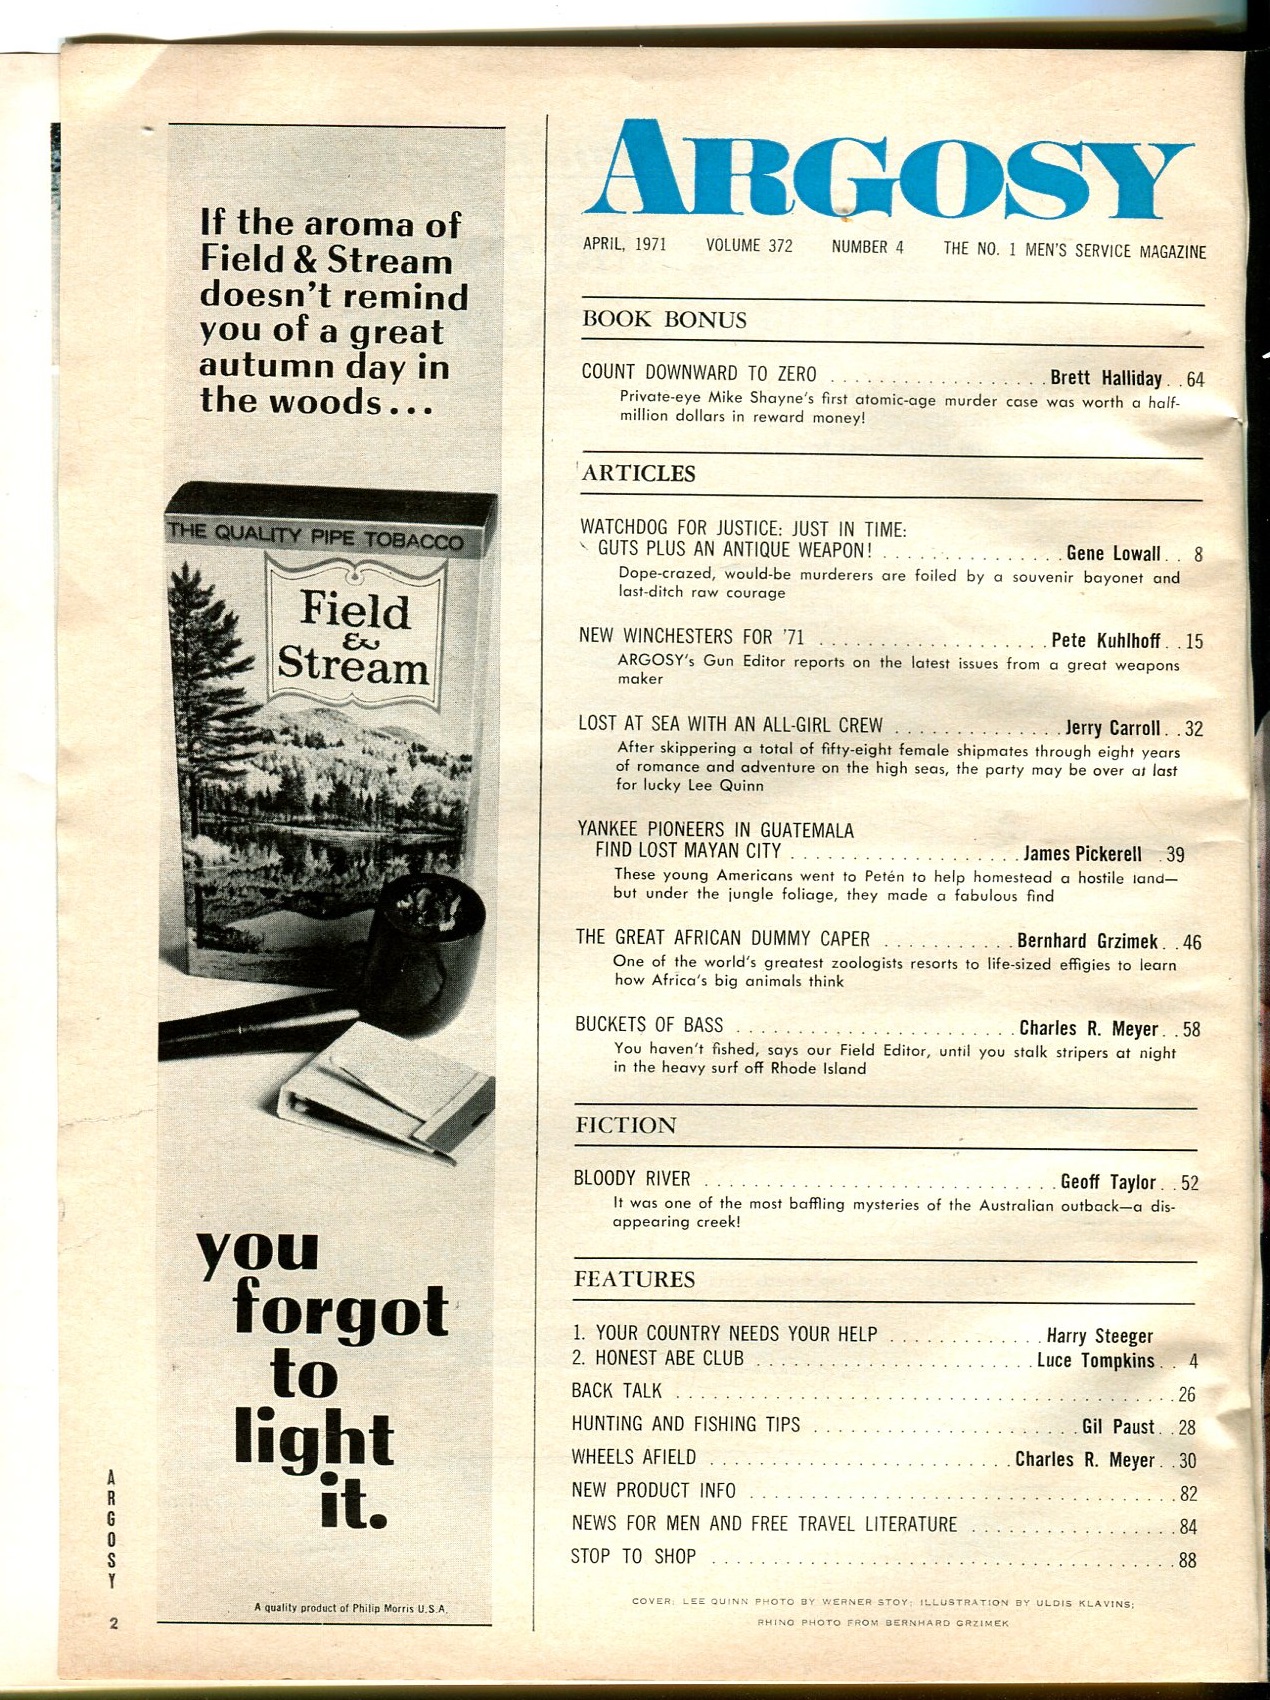 If the aroma of
Field & Stream
doesn't remind
you of a great
autumn day in
the woods...
THE QUALITY PIPE TOBACCO
Field
&
Stream
you
forgot
to
light
it.
A quality product of Philip Morris U.S.A.
ARGOSY
2
ARGOSY
APRIL, 1971 VOLUME 372 NUMBER 4 THE NO. 1 MEN'S SERVICE MAGAZINE
BOOK BONUS
COUNT DOWNWARD TO ZERO . . . . . . . . . . . . . . . . . . . Brett Halliday . . 64
Private-eye Mike Shayne's first atomic-age murder case was worth a half-
million dollars in reward money!
ARTICLES
WATCHDOG FOR JUSTICE: JUST IN TIME:
GUTS PLUS AN ANTIQUE WEAPON! . . . . . . . . . . . . . . . . Gene Lowall . . 8
Dope-crazed, would-be murderers are foiled by a souvenir bayonet and
last-ditch raw courage
NEW WINCHESTERS FOR '71 . . . . . . . . . . . . . . . . . . . . Pete Kuhlhoff . . 15
ARGOSY's Gun Editor reports on the latest issues from a great weapons
maker
LOST AT SEA WITH AN ALL-GIRL CREW . . . . . . . . . . . . . . . Jerry Carroll . . 32
After skippering a total of fifty-eight female shipmates through eight years
of romance and adventure on the high seas, the party may be over at last
for lucky Lee Quinn
YANKEE PIONEERS IN GUATEMALA
FIND LOST MAYAN CITY . . . . . . . . . . . . . . . . . . . . James Pickerell . 39
These young Americans went to Petén to help homestead a hostile land—
but under the jungle foliage, they made a fabulous find
THE GREAT AFRICAN DUMMY CAPER . . . . . . . . . . . Bernhard Grzimek . . 46
One of the world's greatest zoologists resorts to life-sized effigies to learn
how Africa's big animals think
BUCKETS OF BASS . . . . . . . . . . . . . . . . . . . . . . . . Charles R. Meyer . . 58
You haven't fished, says our Field Editor, until you stalk stripers at night
in the heavy surf off Rhode Island
FICTION
BLOODY RIVER . . . . . . . . . . . . . . . . . . . . . . . . . . . . . . Geoff Taylor . . 52
It was one of the most baffling mysteries of the Australian outback—a dis-
appearing creek!
FEATURES
1. YOUR COUNTRY NEEDS YOUR HELP . . . . . . . . . . . . . Harry Steeger
2. HONEST ABE CLUB . . . . . . . . . . . . . . . . . . . . . . . . Luce Tompkins . . 4
BACK TALK . . . . . . . . . . . . . . . . . . . . . . . . . . . . . . . . . . . . . . . . . 26
HUNTING AND FISHING TIPS . . . . . . . . . . . . . . . . . . . . . . . Gil Paust . . 28
WHEELS AFIELD . . . . . . . . . . . . . . . . . . . . . . . . . . Charles R. Meyer . . 30
NEW PRODUCT INFO . . . . . . . . . . . . . . . . . . . . . . . . . . . . . . . . . . . 82
NEWS FOR MEN AND FREE TRAVEL LITERATURE . . . . . . . . . . . . . . . . . 84
STOP TO SHOP . . . . . . . . . . . . . . . . . . . . . . . . . . . . . . . . . . . . . . . 88
COVER: LEE QUINN PHOTO BY WERNER STOY; ILLUSTRATION BY ULDIS KLAVINS;
RHINO PHOTO FROM BERNHARD GRZIMEK